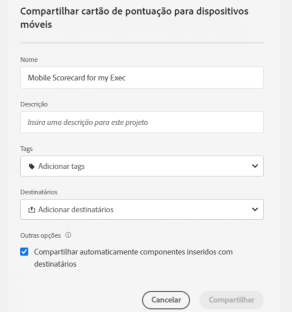 Compartilhar cartão de pontuação para dispositivos
móveis
Nome
Mobile Scorecard for my Exec
Descrição
Insira uma descrição para este projeto
Tags
Adicionar tags
Destinatários
Adicionar destinatários
Outras opções
Compartilhar automaticamente componentes inseridos com
destinatários
Cancelar
Compartilhar